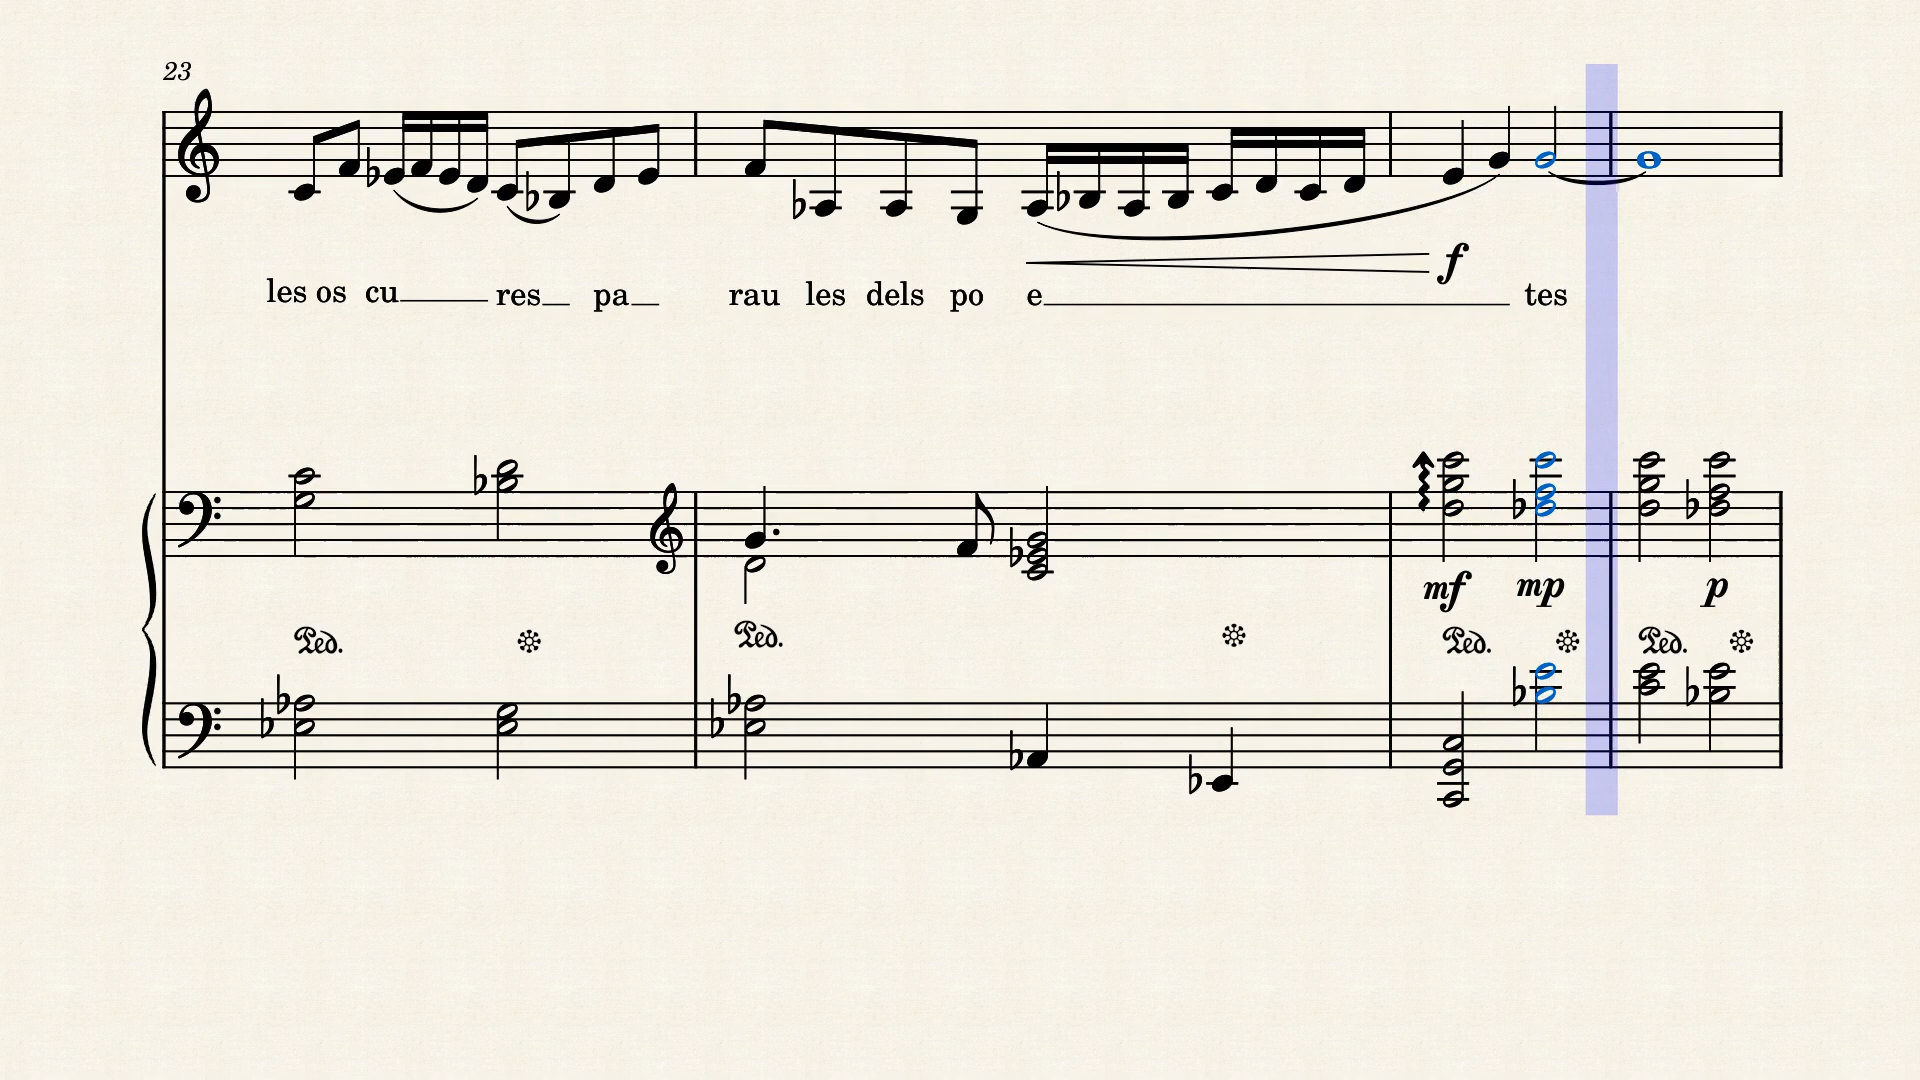 23
les os cu res pa rau les dels po e tes
f
mf mp p
Ped. Ped. Ped. Ped.